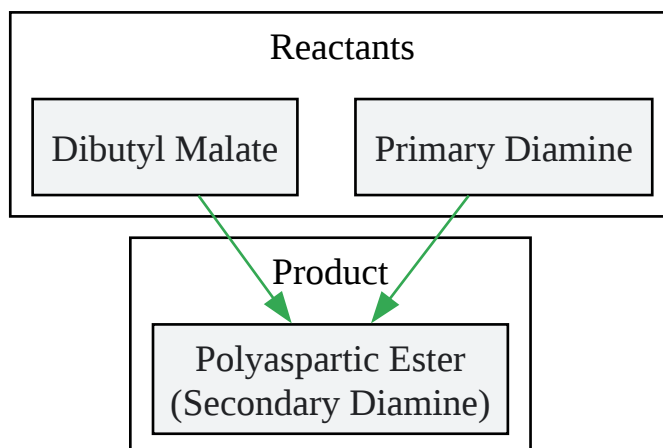 Reactants
Dibutyl Malate
Primary Diamine
Product
Polyaspartic Ester
(Secondary Diamine)